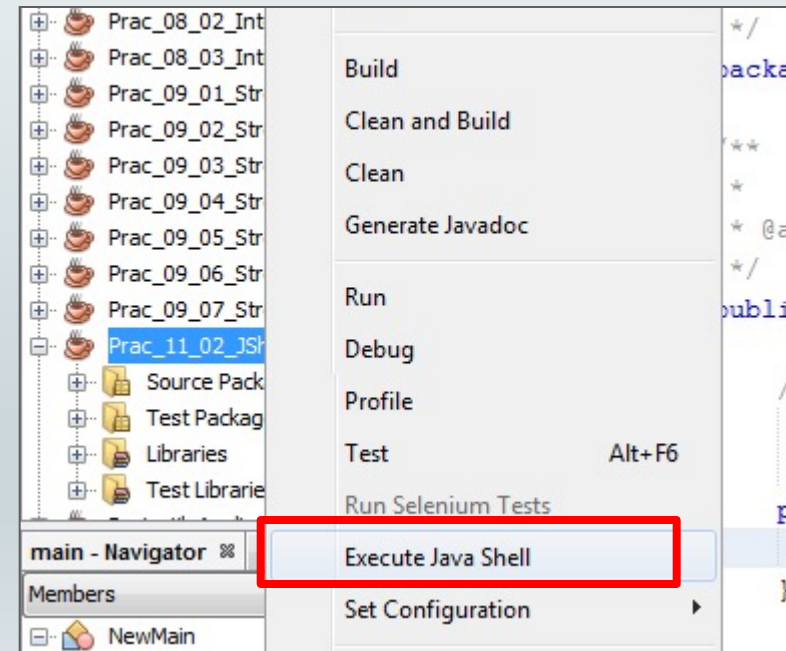 Prac_08_02_Int
Prac_08_03_Int
Prac_09_01_Str
Prac_09_02_Str
Prac_09_03_Str
Prac_09_04_Str
Prac_09_05_Str
Prac_09_06_Str
Prac_09_07_Str
Prac_11_02_JSh
Source Pack
Test Packag
Libraries
Test Librarie
main - Navigator
Members
NewMain
Build
Clean and Build
Clean
Generate Javadoc
Run
Debug
Profile
Test Alt+F6
Run Selenium Tests
Execute Java Shell
Set Configuration
*/
packa
/**
*
* @a
*/
publi
/
p
}